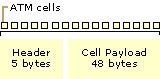 ATM cells
Header
5 bytes
Cell Payload
48 bytes